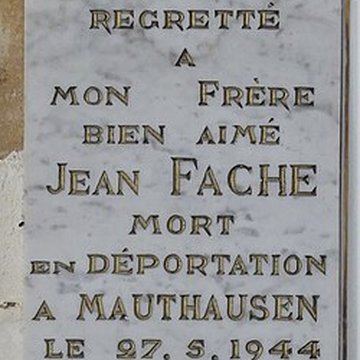 REGRETTÉ
A
MON FRÈRE
BIEN AIMÉ
JEAN FACHE
MORT
EN DÉPORTATION
A MAUTHAUSEN
LE 27.5.1944